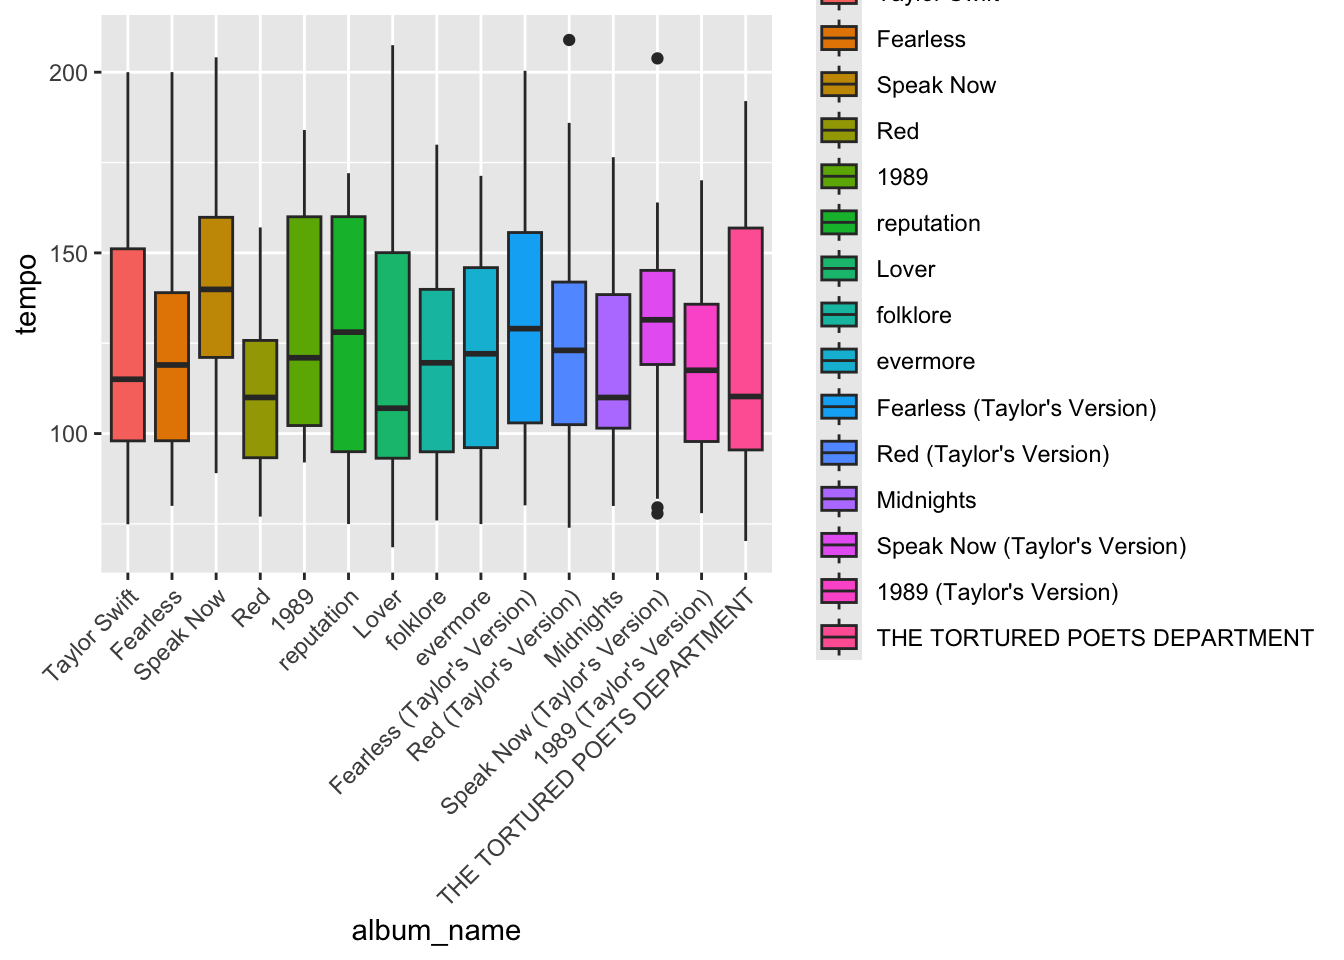 200
150
100
tempo
Taylor Swift
Fearless
Speak Now
Red
1989
reputation
Lover
folklore
evermore
Fearless (Taylor's Version)
Red (Taylor's Version)
Midnights
Speak Now (Taylor's Version)
1989 (Taylor's Version)
THE TORTURED POETS DEPARTMENT
album_name
Fearless
Speak Now
Red
1989
reputation
Lover
folklore
evermore
Fearless (Taylor's Version)
Red (Taylor's Version)
Midnights
Speak Now (Taylor's Version)
1989 (Taylor's Version)
THE TORTURED POETS DEPARTMENT